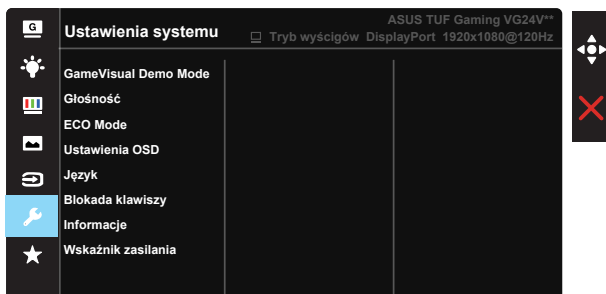 G
Ustawienia systemu
ASUS TUF Gaming VG24V**
Tryb wyścigów DisplayPort 1920x1080@120Hz
GameVisual Demo Mode
Głośność
ECO Mode
Ustawienia OSD
Język
Blokada klawiszy
Informacje
Wskaźnik zasilania